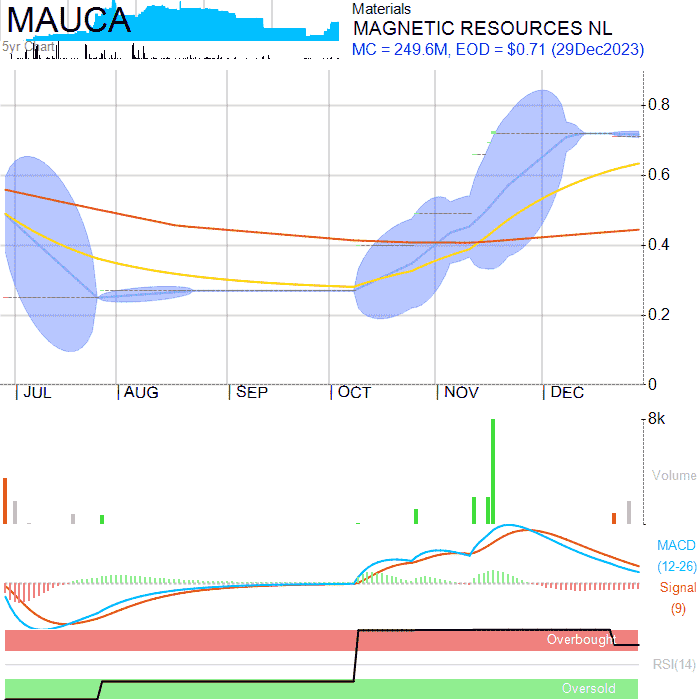 MAUCA
5yr Chart
Materials
MAGNETIC RESOURCES NL
MC = 249.6M, EOD = $0.71 (29Dec2023)
0.8
0.6
0.4
0.2
0
JUL AUG SEP OCT NOV DEC
8k
Volume
MACD
(12-26)
Signal
(9)
Overbought
RSI(14)
Oversold